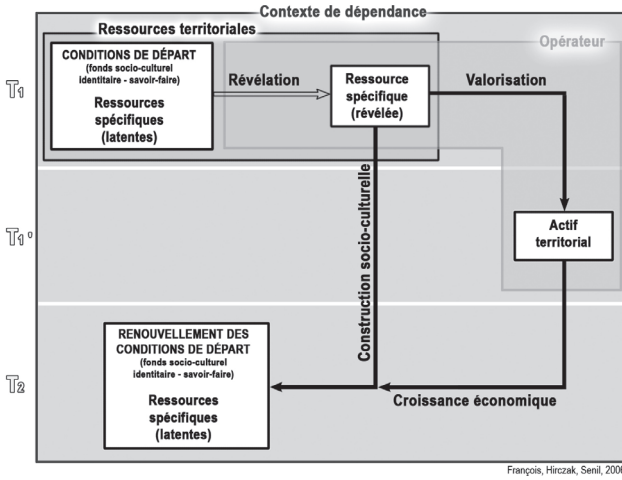 Contexte de dépendance
Ressources territoriales
Opérateur
T1
CONDITIONS DE DÉPART
(fonds socio-culturel
identitaire - savoir-faire)
Ressources
spécifiques
(latentes)
Révélation
Ressource
spécifique
(révélée)
Valorisation
T1'
Construction socio-culturelle
Actif
territorial
T2
RENOUVELLEMENT DES
CONDITIONS DE DÉPART
(fonds socio-culturel
identitaire - savoir-faire)
Ressources
spécifiques
(latentes)
Croissance économique
François, Hirczak, Senil, 2006